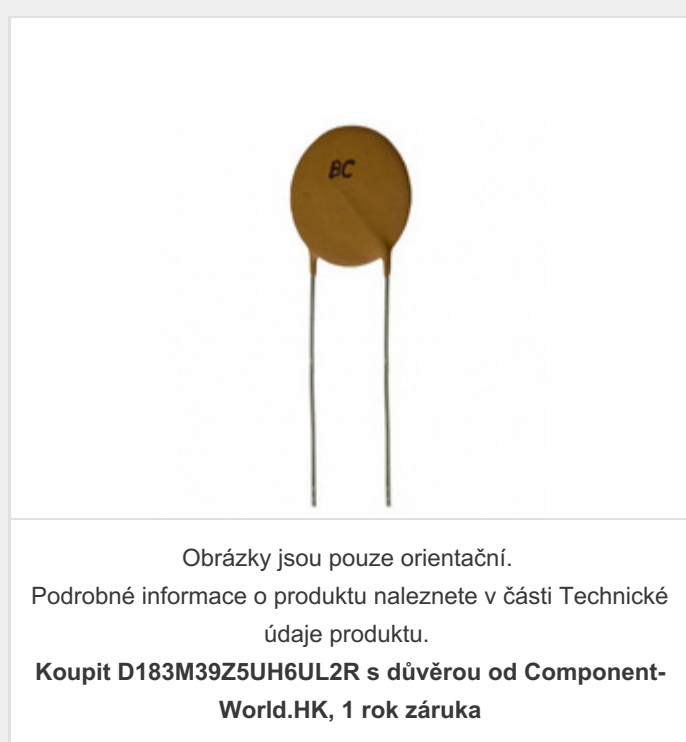 BC
Obrázky jsou pouze orientační.
Podrobné informace o produktu naleznete v části Technické
údaje produktu.
Koupit D183M39Z5UH6UL2R s důvěrou od Component-
World.HK, 1 rok záruka